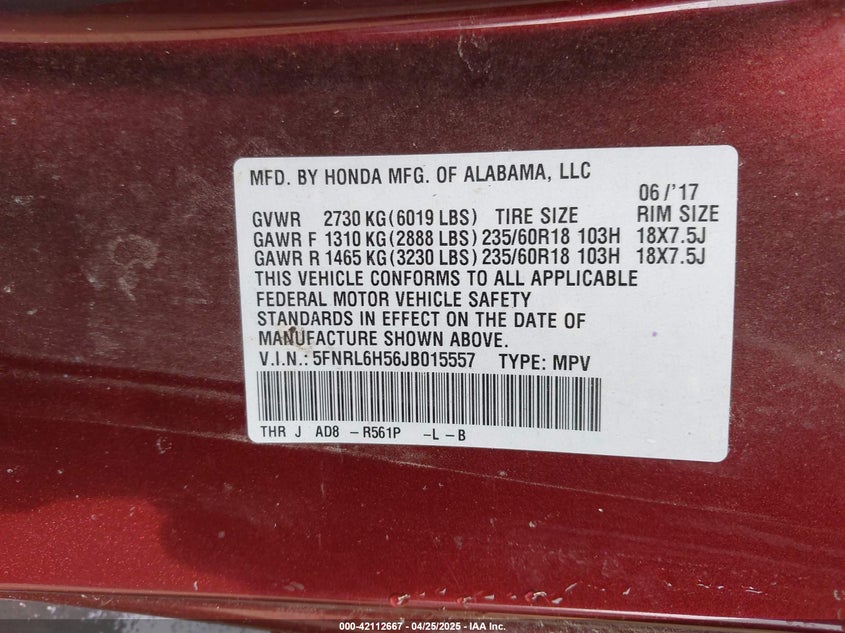 MFD. BY HONDA MFG. OF ALABAMA, LLC
06/'17
GVWR 2730 KG(6019 LBS) TIRE SIZE RIM SIZE
GAWR F 1310 KG(2888 LBS) 235/60R18 103H 18X7.5J
GAWR R 1465 KG(3230 LBS) 235/60R18 103H 18X7.5J
THIS VEHICLE CONFORMS TO ALL APPLICABLE
FEDERAL MOTOR VEHICLE SAFETY
STANDARDS IN EFFECT ON THE DATE OF
MANUFACTURE SHOWN ABOVE.
V.I.N.: 5FNRL6H56JB015557 TYPE: MPV
THR J AD8 -R561P -L -B
000-42112667 - 04/25/2025 - IAA Inc.